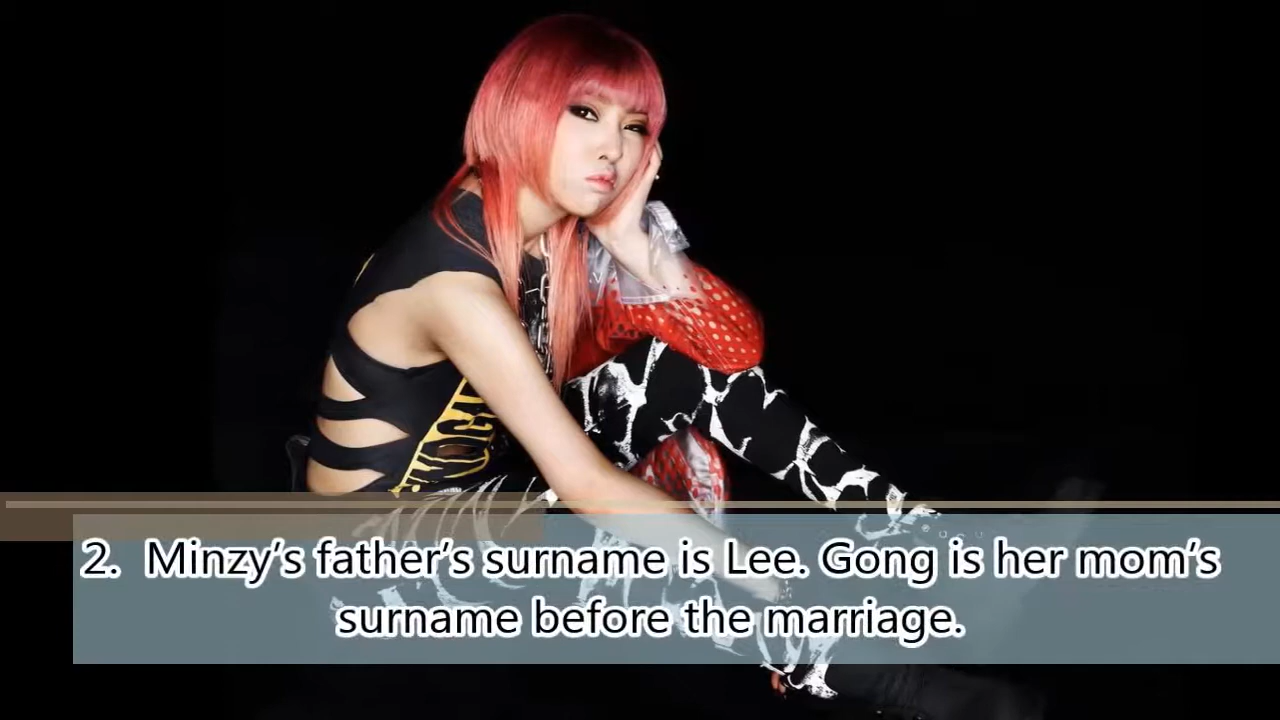 2.  Minzy’s father’s surname is Lee. Gong is her mom‘s
surname before the marriage.